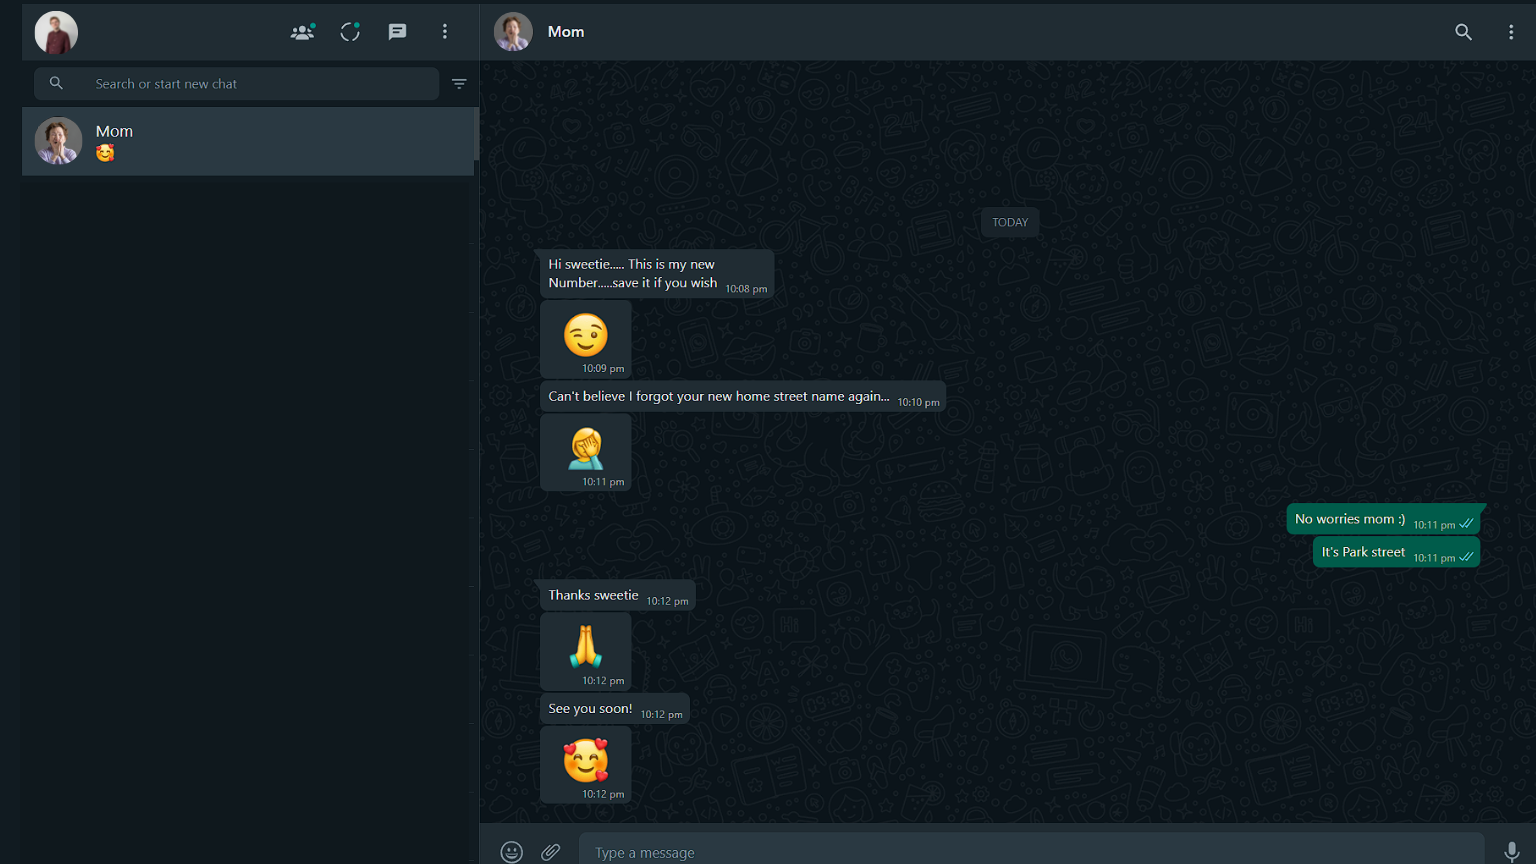 Mom
Search or start new chat
Mom
🥰
TODAY
Hi sweetie..... This is my new
Number.....save it if you wish 10:08 pm
😉
10:09 pm
Can't believe I forgot your new home street name again... 10:10 pm
🤦‍♀️
10:11 pm
No worries mom :) 10:11 pm
It's Park street 10:11 pm
Thanks sweetie 10:12 pm
🙏
10:12 pm
See you soon! 10:12 pm
🥰
10:12 pm
Type a message